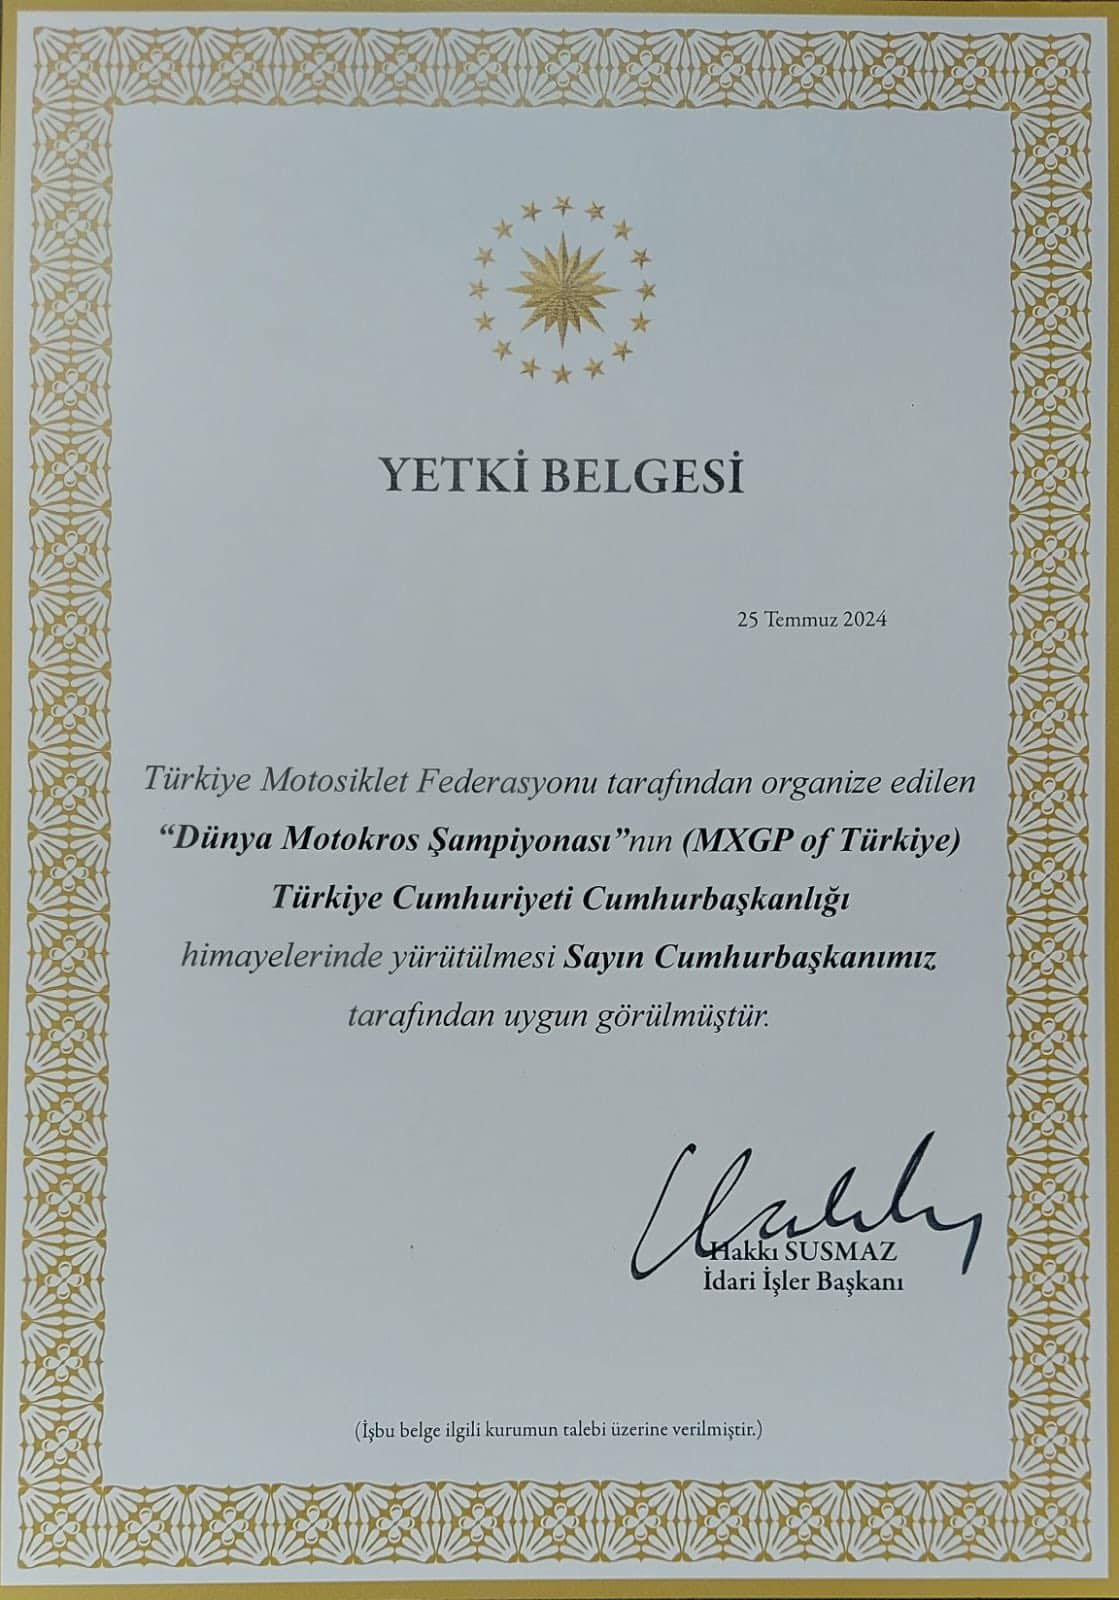 YETKİ BELGESİ
25 Temmuz 2024
Türkiye Motosiklet Federasyonu tarafından organize edilen
“Dünya Motokros Şampiyonası”nın (MXGP of Türkiye)
Türkiye Cumhuriyeti Cumhurbaşkanlığı
himayelerinde yürütülmesi Sayın Cumhurbaşkanımız
tarafından uygun görülmüştür.
Hakkı SUSMAZ
İdari İşler Başkanı
(İşbu belge ilgili kurumun talebi üzerine verilmiştir.)